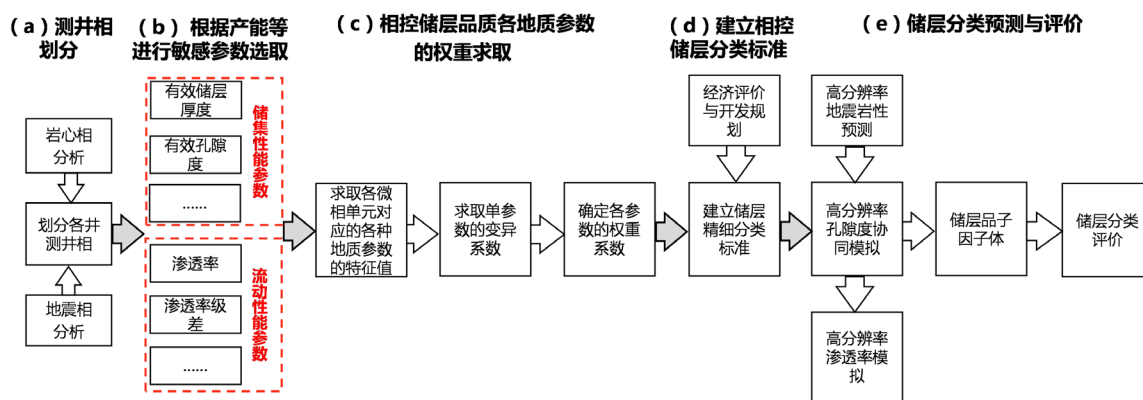 （a）测井相
划分
（b） 根据产能等
进行敏感参数选取
（c）相控储层品质各地质参数
的权重求取
（d）建立相控
储层分类标准
（e）储层分类预测与评价
岩心相
分析
划分各井
测井相
地震相
分析
有效储层
厚度
有效孔隙
度
......
储集性能参数
渗透率
渗透率级
差
......
流动性能参数
求取各微
相单元对
应的各种
地质参数
的特征值
求取单参
数的变异
系数
确定各参
数的权重
系数
经济评价
与开发规
划
建立储层
精细分类
标准
高分辨率
地震岩性
预测
高分辨率
孔隙度协
同模拟
高分辨率
渗透率模
拟
储层品子
因子体
储层分类
评价